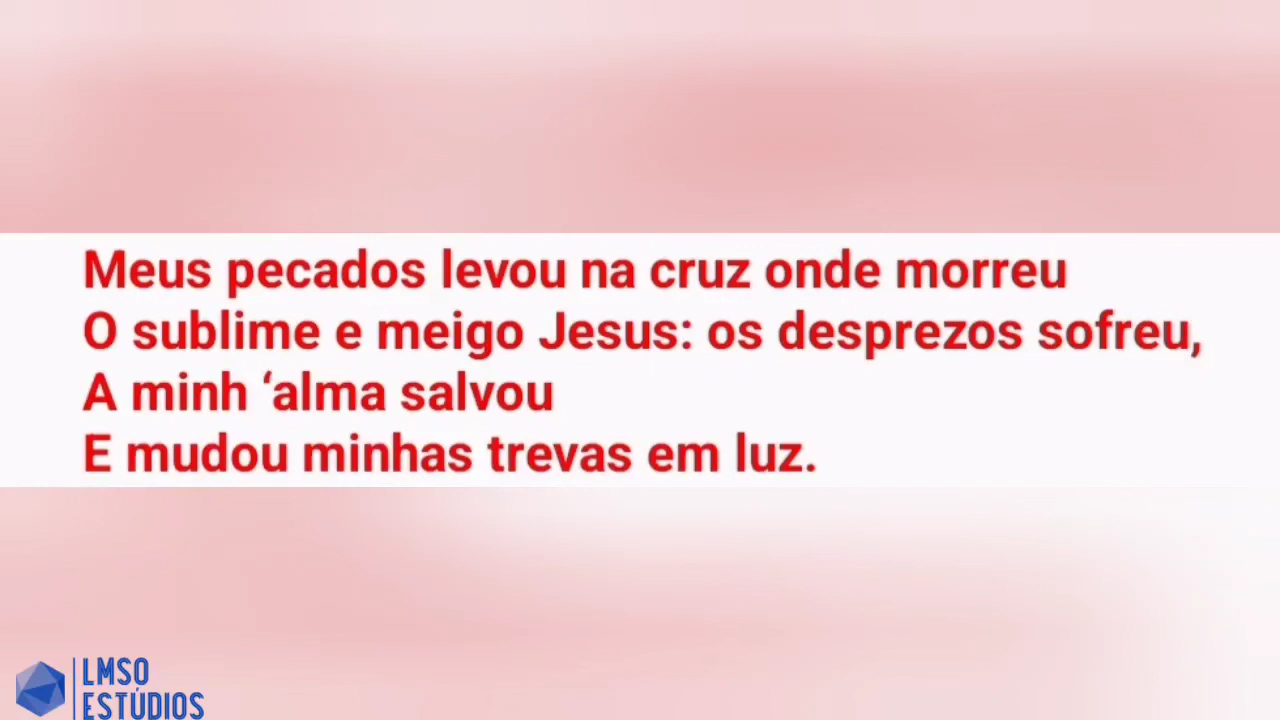 Meus pecados levou na cruz onde morreu
O sublime e meigo Jesus: os desprezos sofreu,
A minh ‘alma salvou
E mudou minhas trevas em luz.
LMSO
ESTÚDIOS